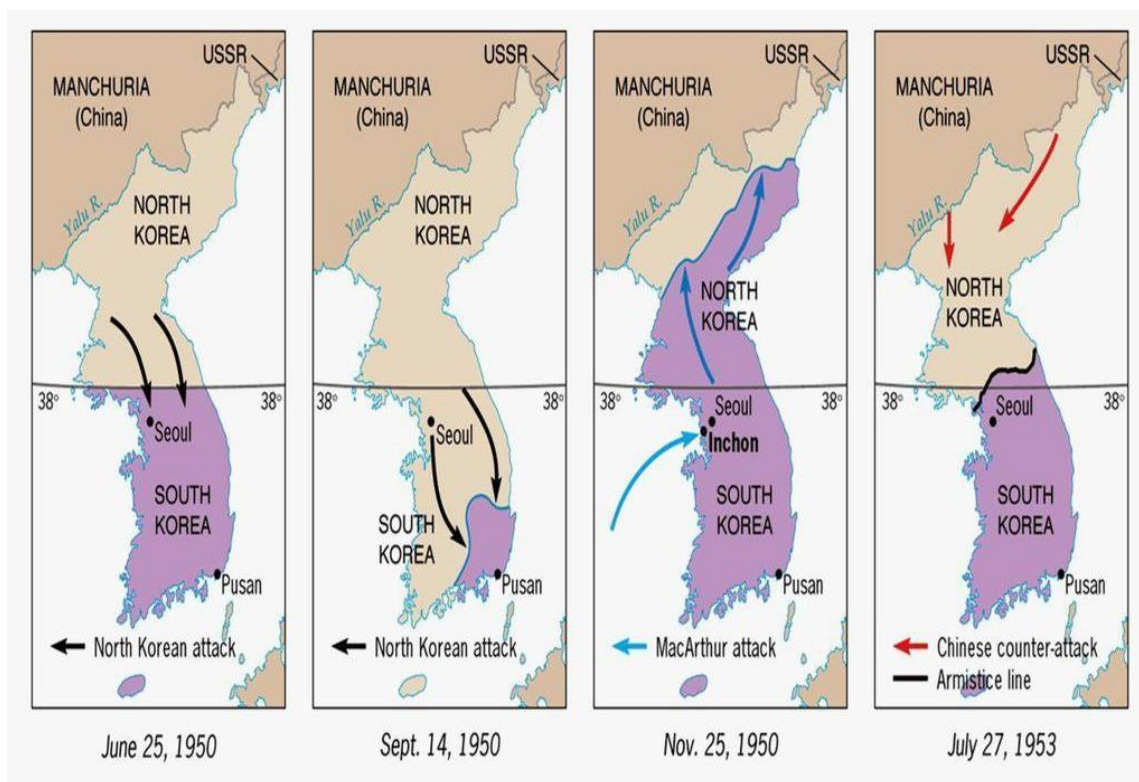 USSR
MANCHURIA
(China)
Yalu R.
NORTH
KOREA
38°
38°
Seoul
SOUTH
KOREA
Pusan
North Korean attack
June 25, 1950
USSR
MANCHURIA
(China)
Yalu R.
NORTH
KOREA
38°
38°
Seoul
SOUTH
KOREA
Pusan
North Korean attack
Sept. 14, 1950
USSR
MANCHURIA
(China)
Yalu R.
NORTH
KOREA
38°
38°
Seoul
Inchon
SOUTH
KOREA
Pusan
MacArthur attack
Nov. 25, 1950
USSR
MANCHURIA
(China)
Yalu R.
NORTH
KOREA
38°
38°
Seoul
SOUTH
KOREA
Pusan
Chinese counter-attack
Armistice line
July 27, 1953